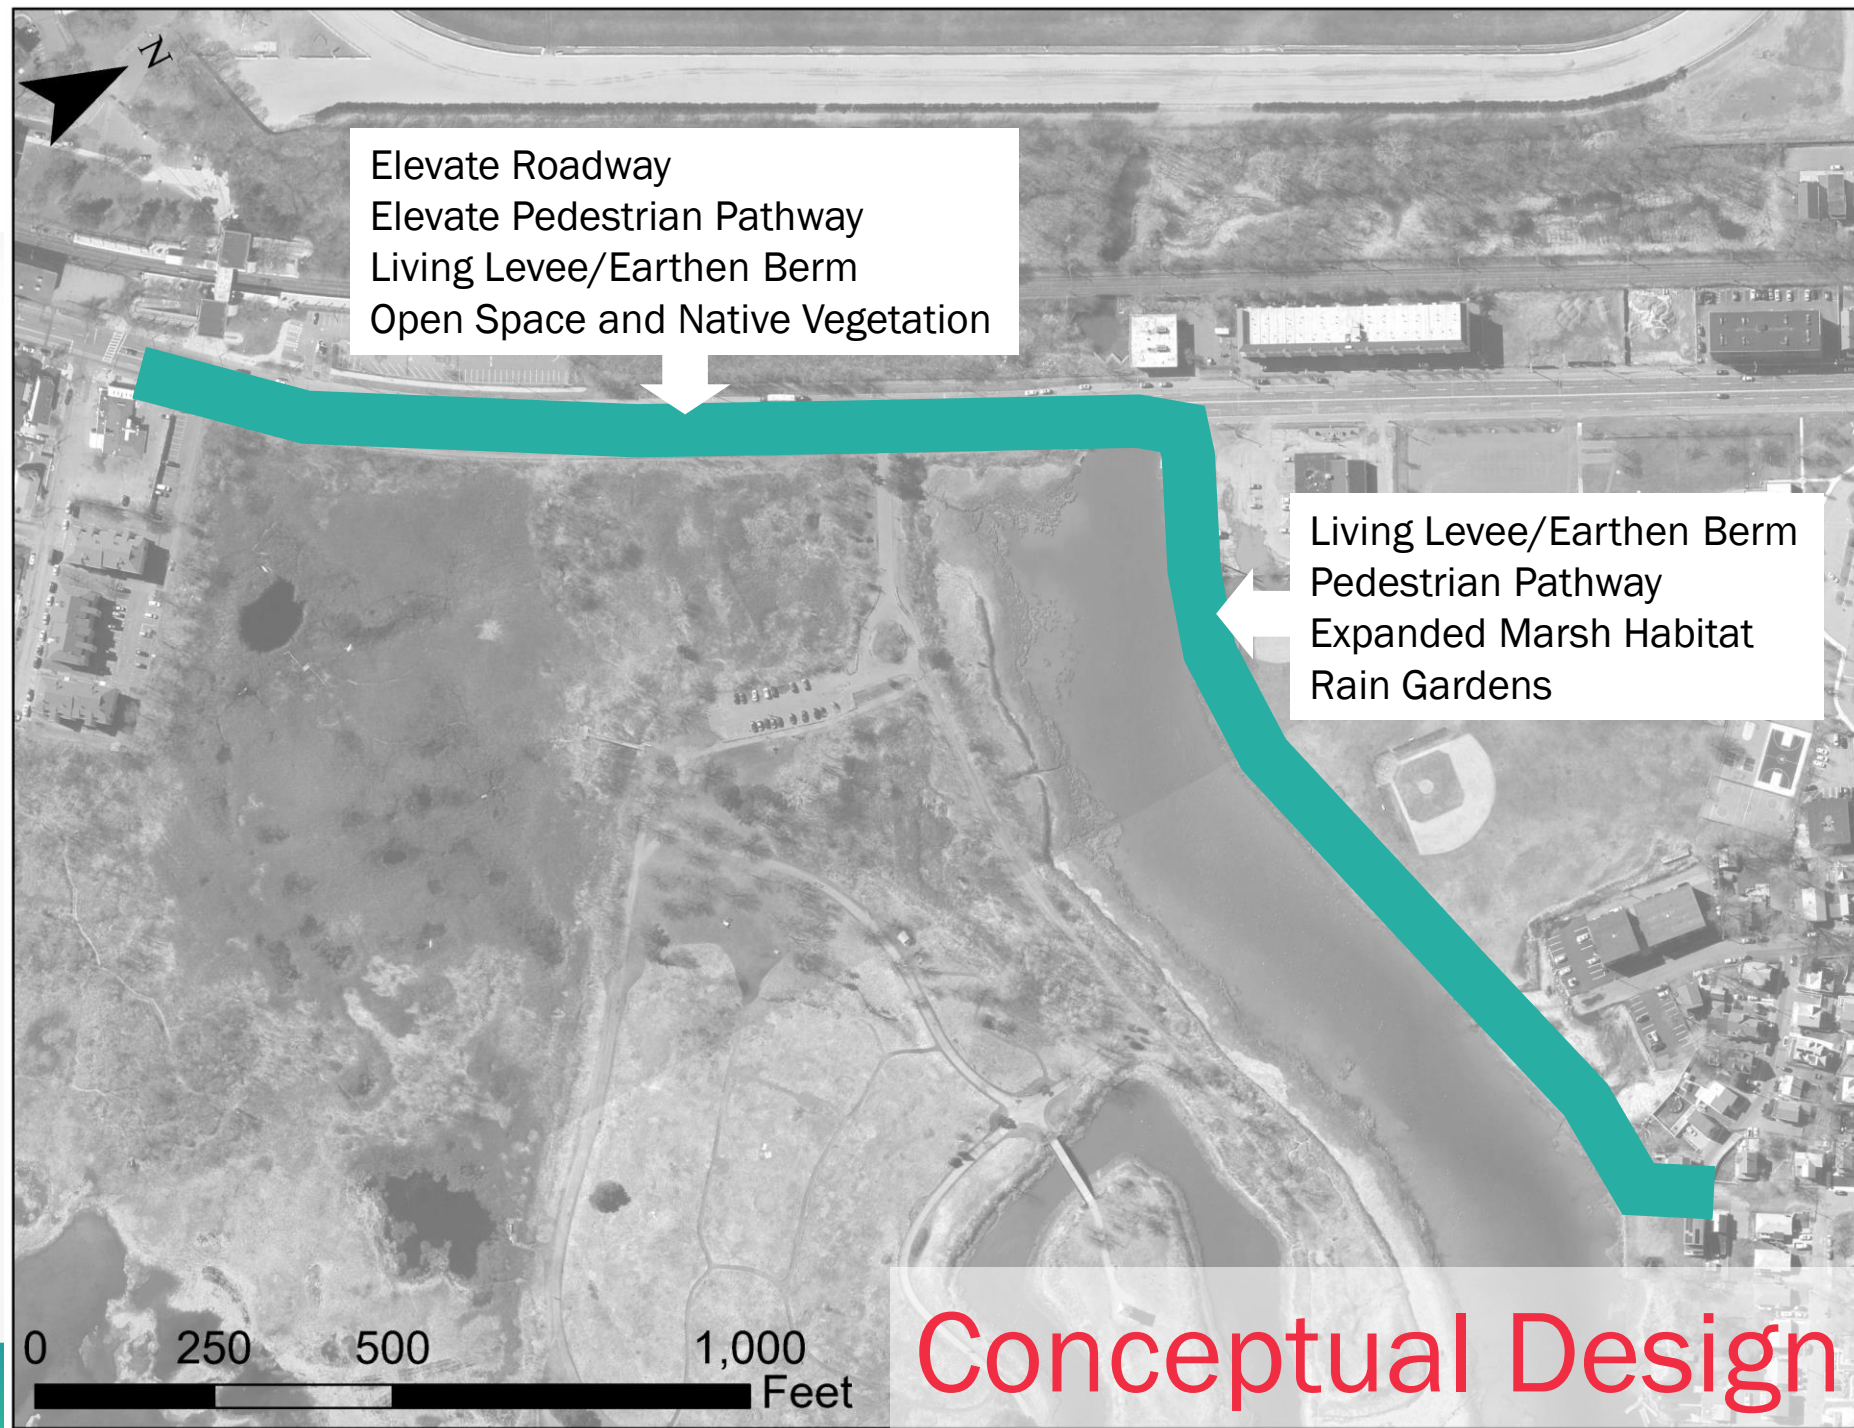 N
Elevate Roadway
Elevate Pedestrian Pathway
Living Levee/Earthen Berm
Open Space and Native Vegetation
Living Levee/Earthen Berm
Pedestrian Pathway
Expanded Marsh Habitat
Rain Gardens
0 250 500 1,000
Feet
Conceptual Design